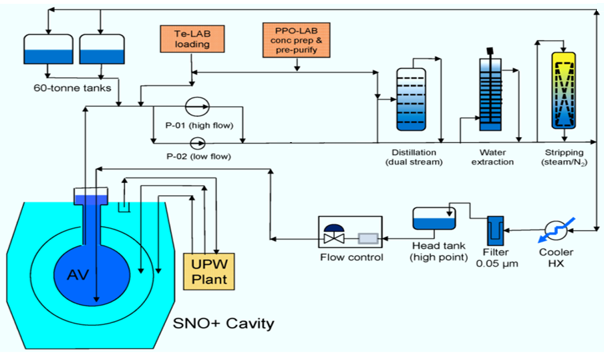 Te-LAB
loading
PPO-LAB
conc prep &
pre-purify
60-tonne tanks
P-01 (high flow)
P-02 (low flow)
Distillation
(dual stream)
Water
extraction
Stripping
(steam/N2)
AV
UPW
Plant
Flow control
Head tank
(high point)
Filter
0.05 µm
Cooler
HX
SNO+ Cavity